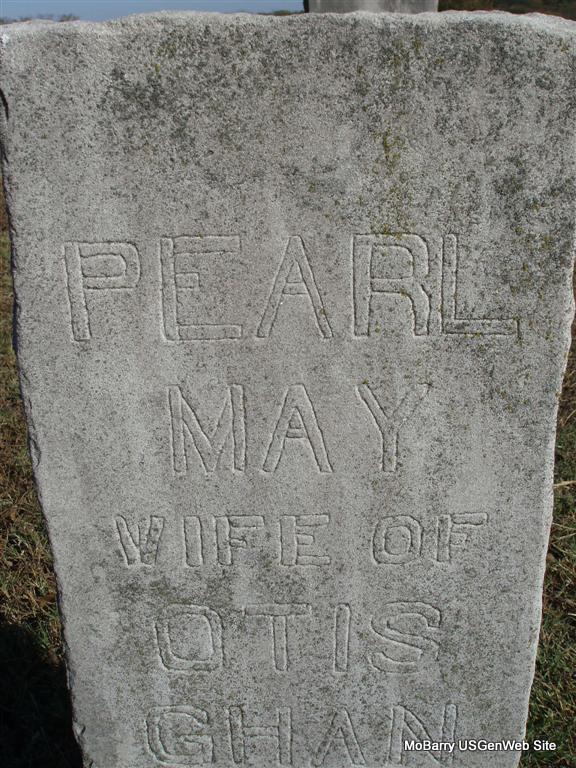 PEARL
MAY
WIFE OF
OTIS
GHAN
MoBarry USGenWeb Site